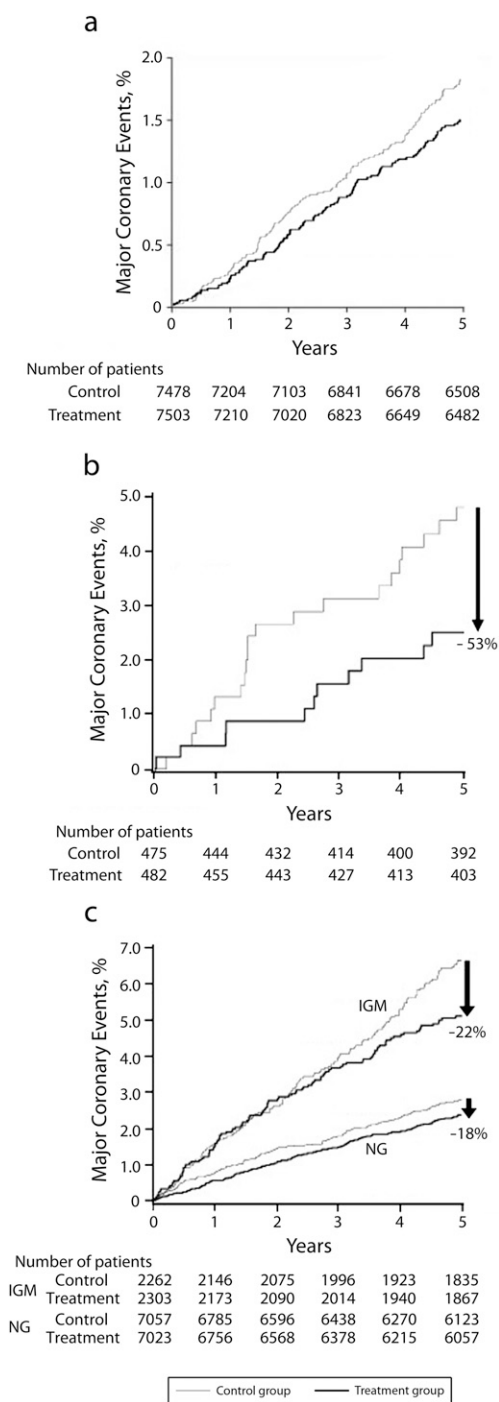 a
2.0
1.5
1.0
0.5
0
Major Coronary Events, %
0 1 2 3 4 5
Years
Number of patients
Control 7478 7204 7103 6841 6678 6508
Treatment 7503 7210 7020 6823 6649 6482
b
5.0
4.0
3.0
2.0
1.0
0
Major Coronary Events, %
- 53%
0 1 2 3 4 5
Years
Number of patients
Control 475 444 432 414 400 392
Treatment 482 455 443 427 413 403
c
7.0
6.0
5.0
4.0
3.0
2.0
1.0
0
Major Coronary Events, %
IGM
-22%
NG
-18%
0 1 2 3 4 5
Years
Number of patients
IGM Control 2262 2146 2075 1996 1923 1835
Treatment 2303 2173 2090 2014 1940 1867
NG Control 7057 6785 6596 6438 6270 6123
Treatment 7023 6756 6568 6378 6215 6057
Control group Treatment group